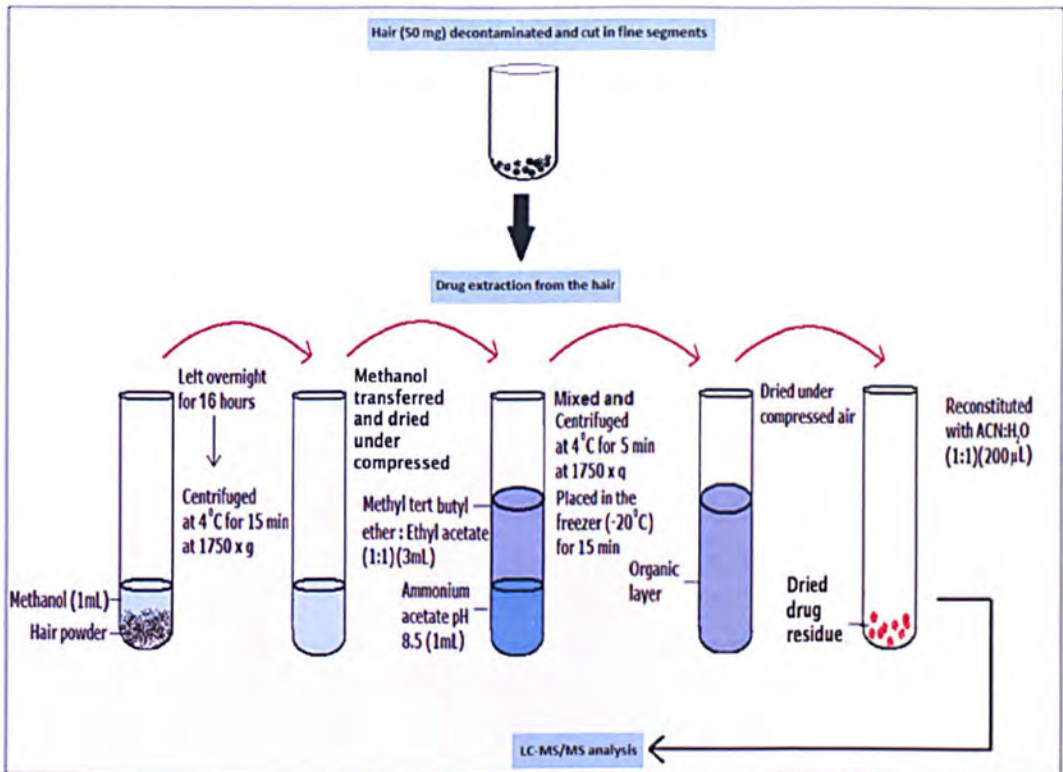 Hair (50 mg) decontaminated and cut in fine segments
Drug extraction from the hair
Left overnight
for 16 hours
Centrifuged
at 4⁰C for 15 min
at 1750 x g
Methanol (1mL)
Hair powder
Methanol
transferred
and dried
under
compressed
Methyl tert butyl
ether : Ethyl acetate
(1:1)(3mL)
Ammonium
acetate pH
8.5 (1mL)
Mixed and
Centrifuged
at 4⁰C for 5 min
at 1750 x g
Placed in the
freezer (-20⁰C)
for 15 min
Organic
layer
Dried under
compressed air
Dried
drug
residue
Reconstituted
with ACN:H₂O
(1:1)(200µL)
LC-MS/MS analysis